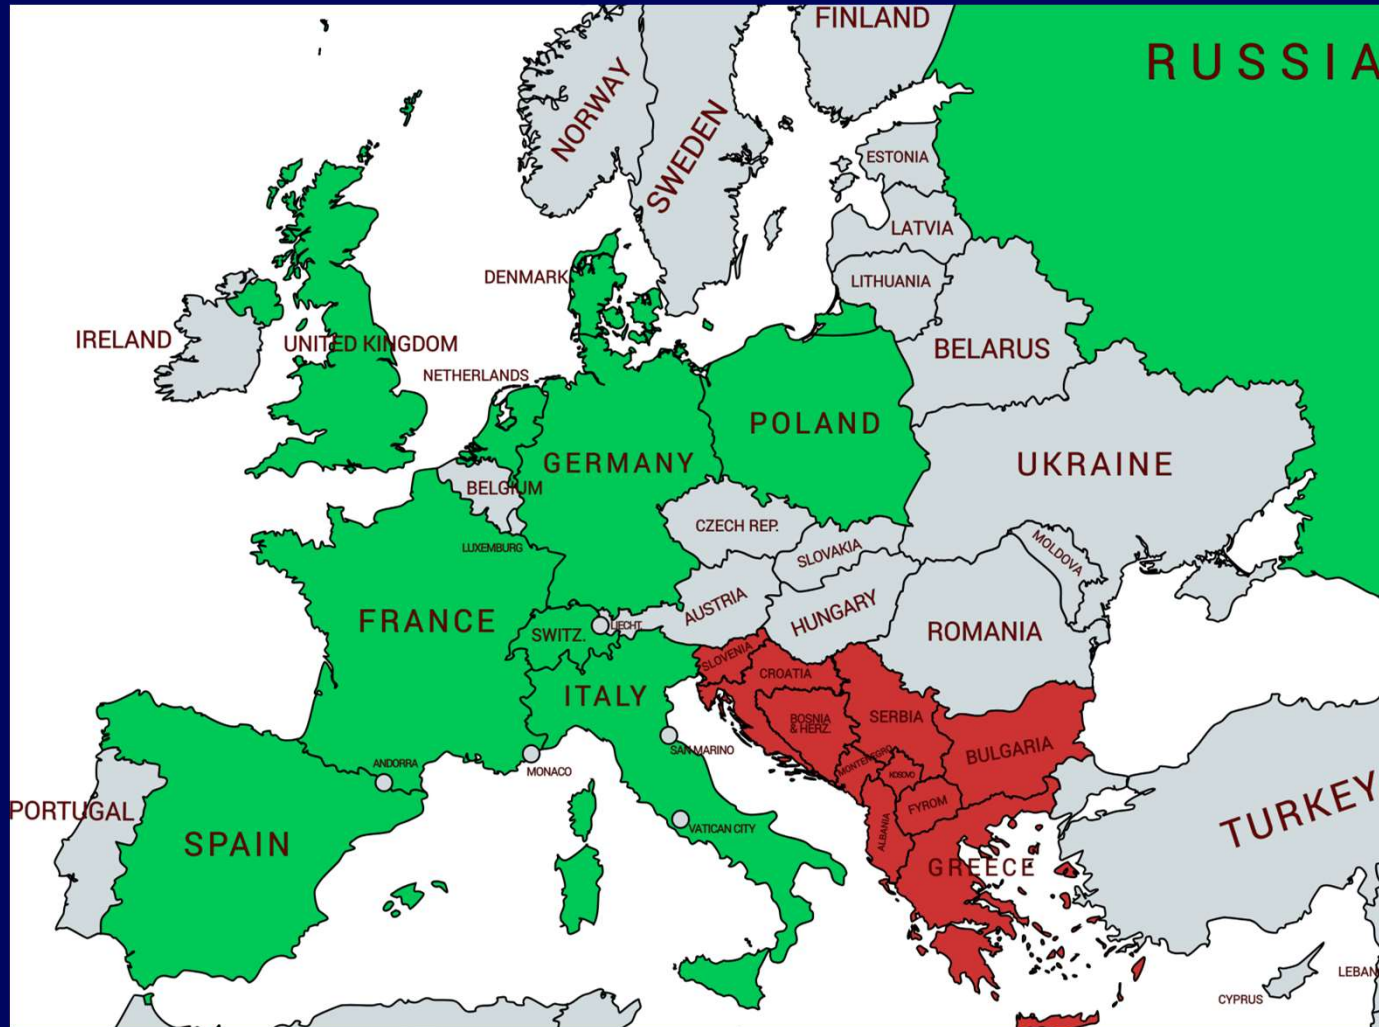 FINLAND
RUSSIA
NORWAY
SWEDEN
ESTONIA
LATVIA
DENMARK
LITHUANIA
IRELAND
UNITED KINGDOM
BELARUS
NETHERLANDS
POLAND
GERMANY
UKRAINE
BELGIUM
CZECH REP.
LUXEMBURG
SLOVAKIA
MOLDOVA
AUSTRIA
HUNGARY
FRANCE
SWITZ.
LIECHT.
ROMANIA
SLOVENIA
CROATIA
ITALY
BOSNIA
& HERZ.
SERBIA
SAN MARINO
BULGARIA
MONTENEGRO
KOSOVO
ANDORRA
MONACO
PORTUGAL
FYROM
TURKEY
SPAIN
VATICAN CITY
ALBANIA
GREECE
LEBAN
CYPRUS